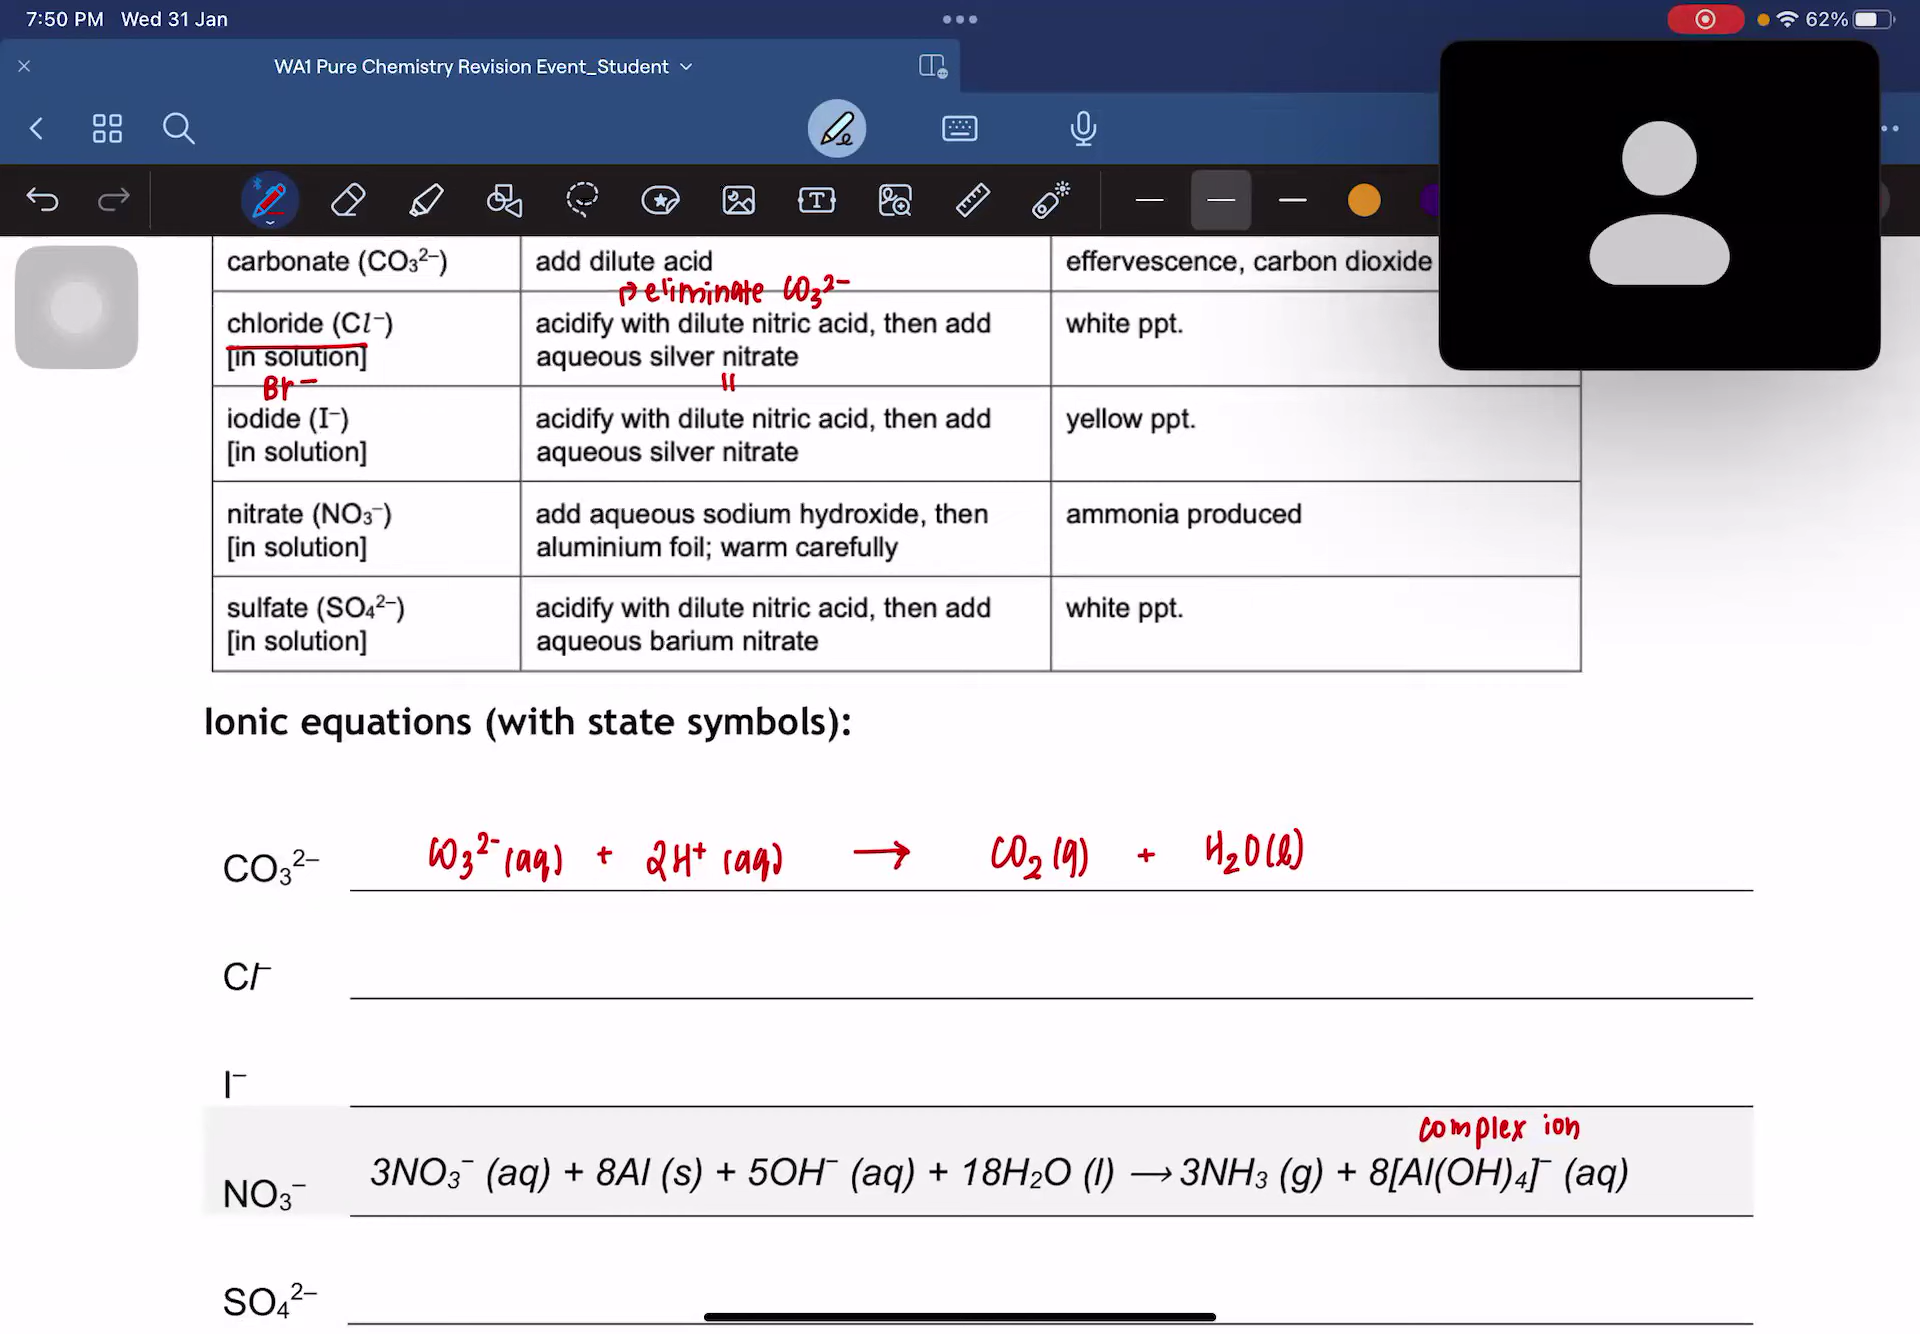 7:50 PM Wed 31 Jan
62%
WA1 Pure Chemistry Revision Event_Student
carbonate (CO₃²⁻) add dilute acid effervescence, carbon dioxide
↱ eliminate CO₃²⁻
chloride (Cl⁻) acidify with dilute nitric acid, then add white ppt.
[in solution] aqueous silver nitrate
Br⁻ "
iodide (I⁻) acidify with dilute nitric acid, then add yellow ppt.
[in solution] aqueous silver nitrate
nitrate (NO₃⁻) add aqueous sodium hydroxide, then ammonia produced
[in solution] aluminium foil; warm carefully
sulfate (SO₄²⁻) acidify with dilute nitric acid, then add white ppt.
[in solution] aqueous barium nitrate
Ionic equations (with state symbols):
CO₃²⁻ CO₃²⁻ (aq) + 2H⁺ (aq) → CO₂ (g) + H₂O (l)
Cl⁻
I⁻
complex ion
NO₃⁻ 3NO₃⁻ (aq) + 8Al (s) + 5OH⁻ (aq) + 18H₂O (l) → 3NH₃ (g) + 8[Al(OH)₄]⁻ (aq)
SO₄²⁻